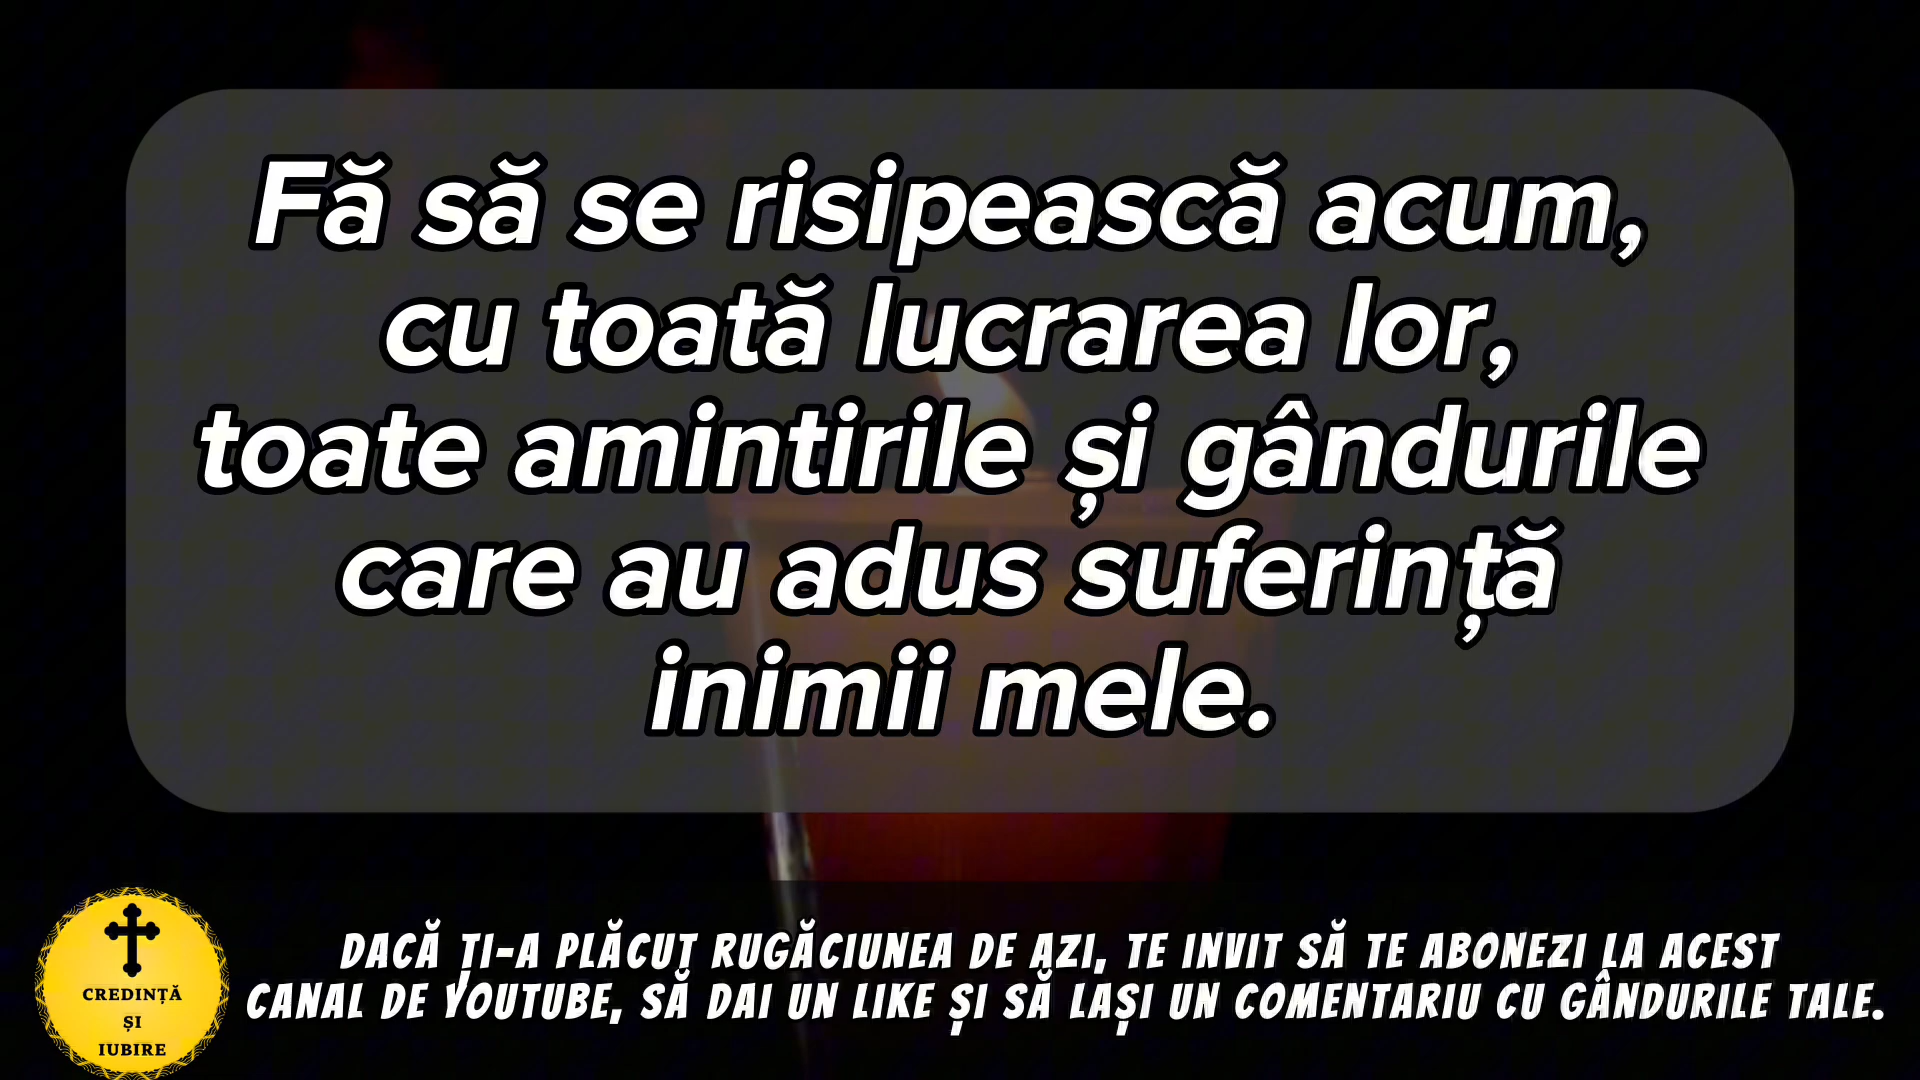 Fă să se risipească acum,
cu toată lucrarea lor,
toate amintirile și gândurile
care au adus suferință
inimii mele.
DACĂ ȚI-A PLĂCUT RUGĂCIUNEA DE AZI, TE INVIT SĂ TE ABONEZI LA ACEST
CANAL DE YOUTUBE, SĂ DAI UN LIKE ȘI SĂ LAȘI UN COMENTARIU CU GÂNDURILE TALE.
CREDINȚĂ
ȘI
IUBIRE